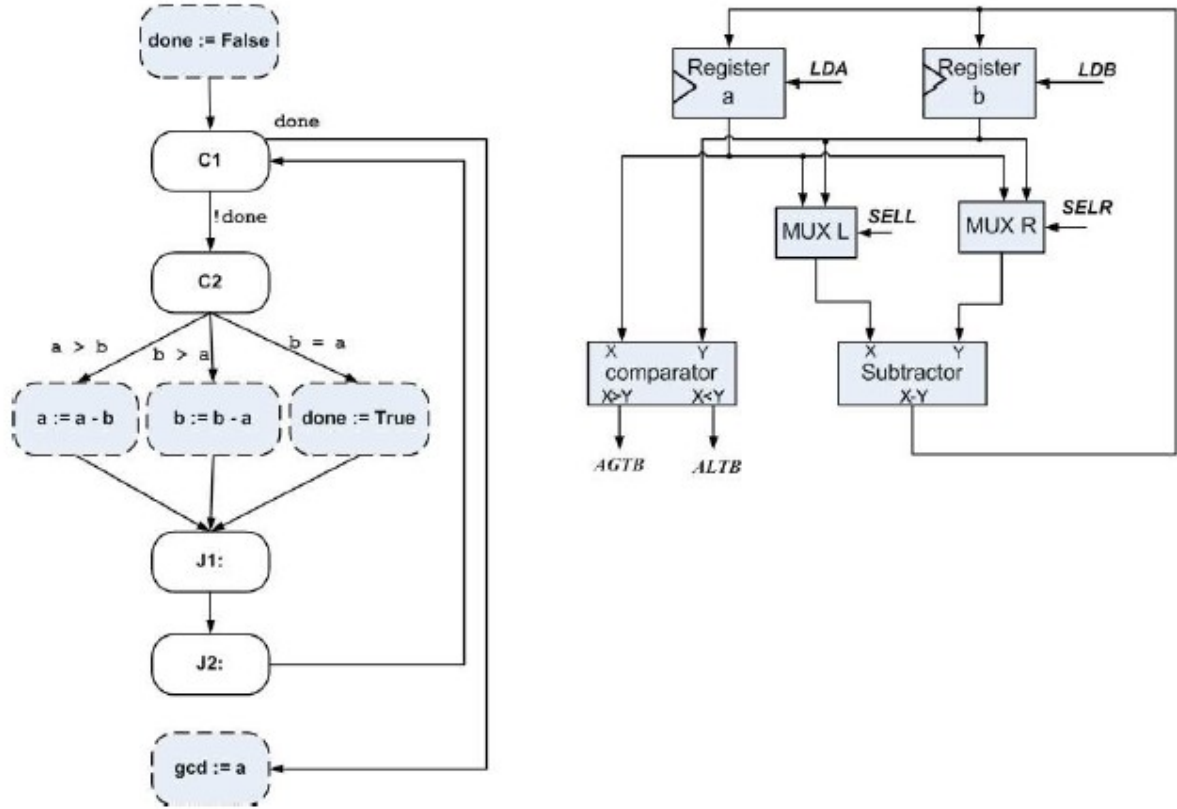 done := False
done
C1
!done
C2
a > b
b > a
b = a
a := a - b
b := b - a
done := True
J1:
J2:
gcd := a
Register
a
LDA
Register
b
LDB
MUX L
SELL
MUX R
SELR
X Y
comparator
X>Y X<Y
AGTB ALTB
X Y
Subtractor
X-Y